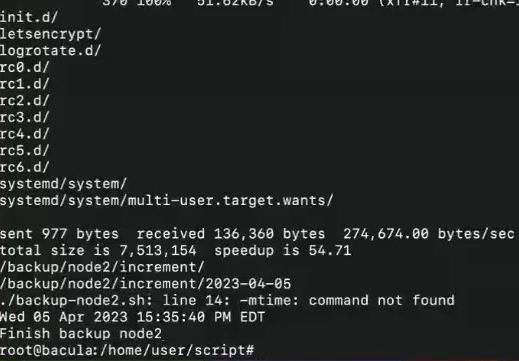 370 100% 51.62kB/s 0:00:00 (xfr#11, ir-chk=1
init.d/
letsencrypt/
logrotate.d/
rc0.d/
rc1.d/
rc2.d/
rc3.d/
rc4.d/
rc5.d/
rc6.d/
systemd/system/
systemd/system/multi-user.target.wants/
sent 977 bytes  received 136,360 bytes  274,674.00 bytes/sec
total size is 7,513,154  speedup is 54.71
/backup/node2/increment/
/backup/node2/increment/2023-04-05
./backup-node2.sh: line 14: -mtime: command not found
Wed 05 Apr 2023 15:35:40 PM EDT
Finish backup node2
root@bacula:/home/user/script#